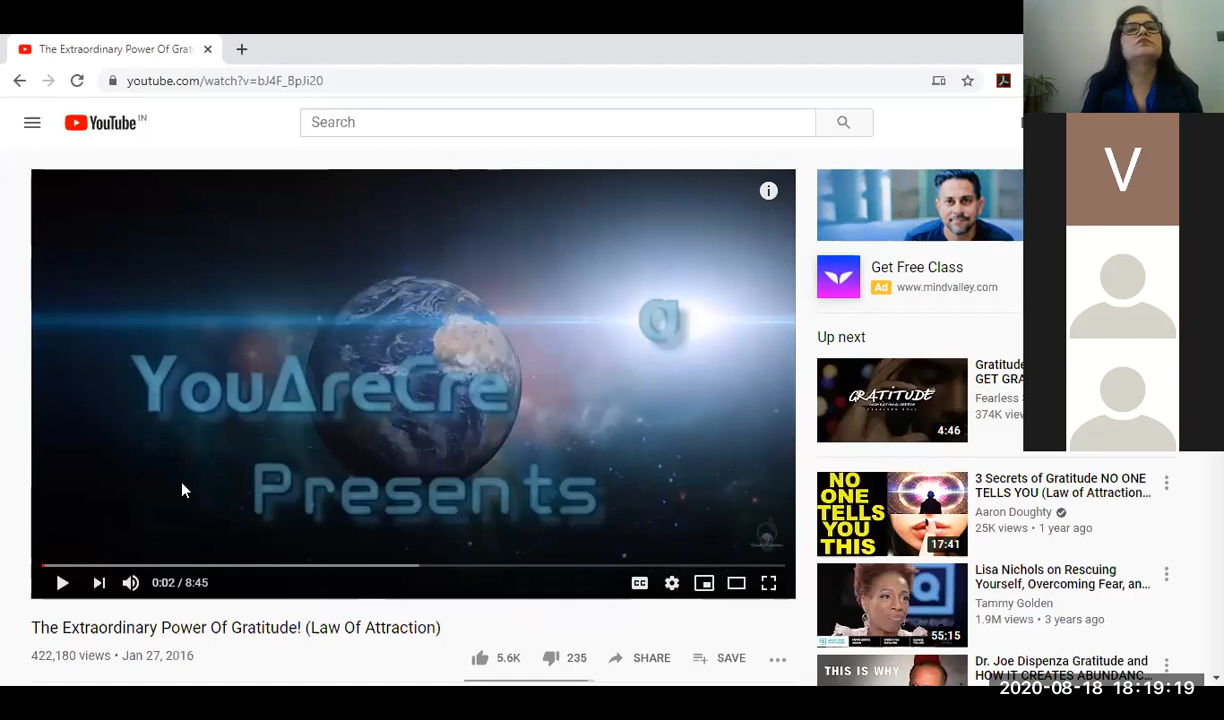 The Extraordinary Power Of Grat
youtube.com/watch?v=bJ4F_BpJi20
YouTube IN
Search
V
YouAreCre
a
Presents
CC
0:02 / 8:45
Get Free Class
Ad www.mindvalley.com
Up next
GRATITUDE
4:46
Gratitude
GET GRA
Fearless
374K view
NO ONE TELLS YOU THIS
17:41
3 Secrets of Gratitude NO ONE
TELLS YOU (Law of Attraction...
Aaron Doughty
25K views • 1 year ago
55:15
Lisa Nichols on Rescuing
Yourself, Overcoming Fear, an...
Tammy Golden
1.9M views • 3 years ago
THIS IS WHY
Dr. Joe Dispenza Gratitude and
HOW IT CREATES ABUNDANC...
The Extraordinary Power Of Gratitude! (Law Of Attraction)
422,180 views • Jan 27, 2016
5.6K
235
SHARE
SAVE
2020-08-18 18:19:19